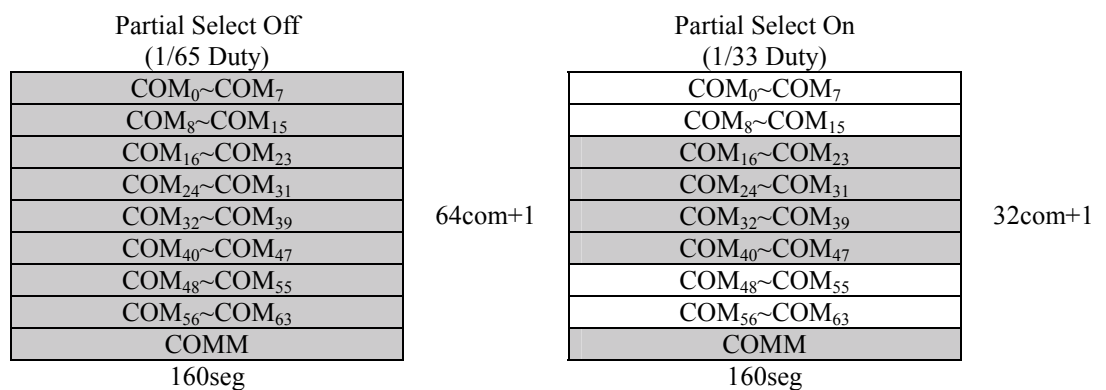 Partial Select Off
(1/65 Duty)
COM₀~COM₇
COM₈~COM₁₅
COM₁₆~COM₂₃
COM₂₄~COM₃₁
COM₃₂~COM₃₉
COM₄₀~COM₄₇
COM₄₈~COM₅₅
COM₅₆~COM₆₃
COMM
160seg
64com+1
Partial Select On
(1/33 Duty)
COM₀~COM₇
COM₈~COM₁₅
COM₁₆~COM₂₃
COM₂₄~COM₃₁
COM₃₂~COM₃₉
COM₄₀~COM₄₇
COM₄₈~COM₅₅
COM₅₆~COM₆₃
COMM
160seg
32com+1